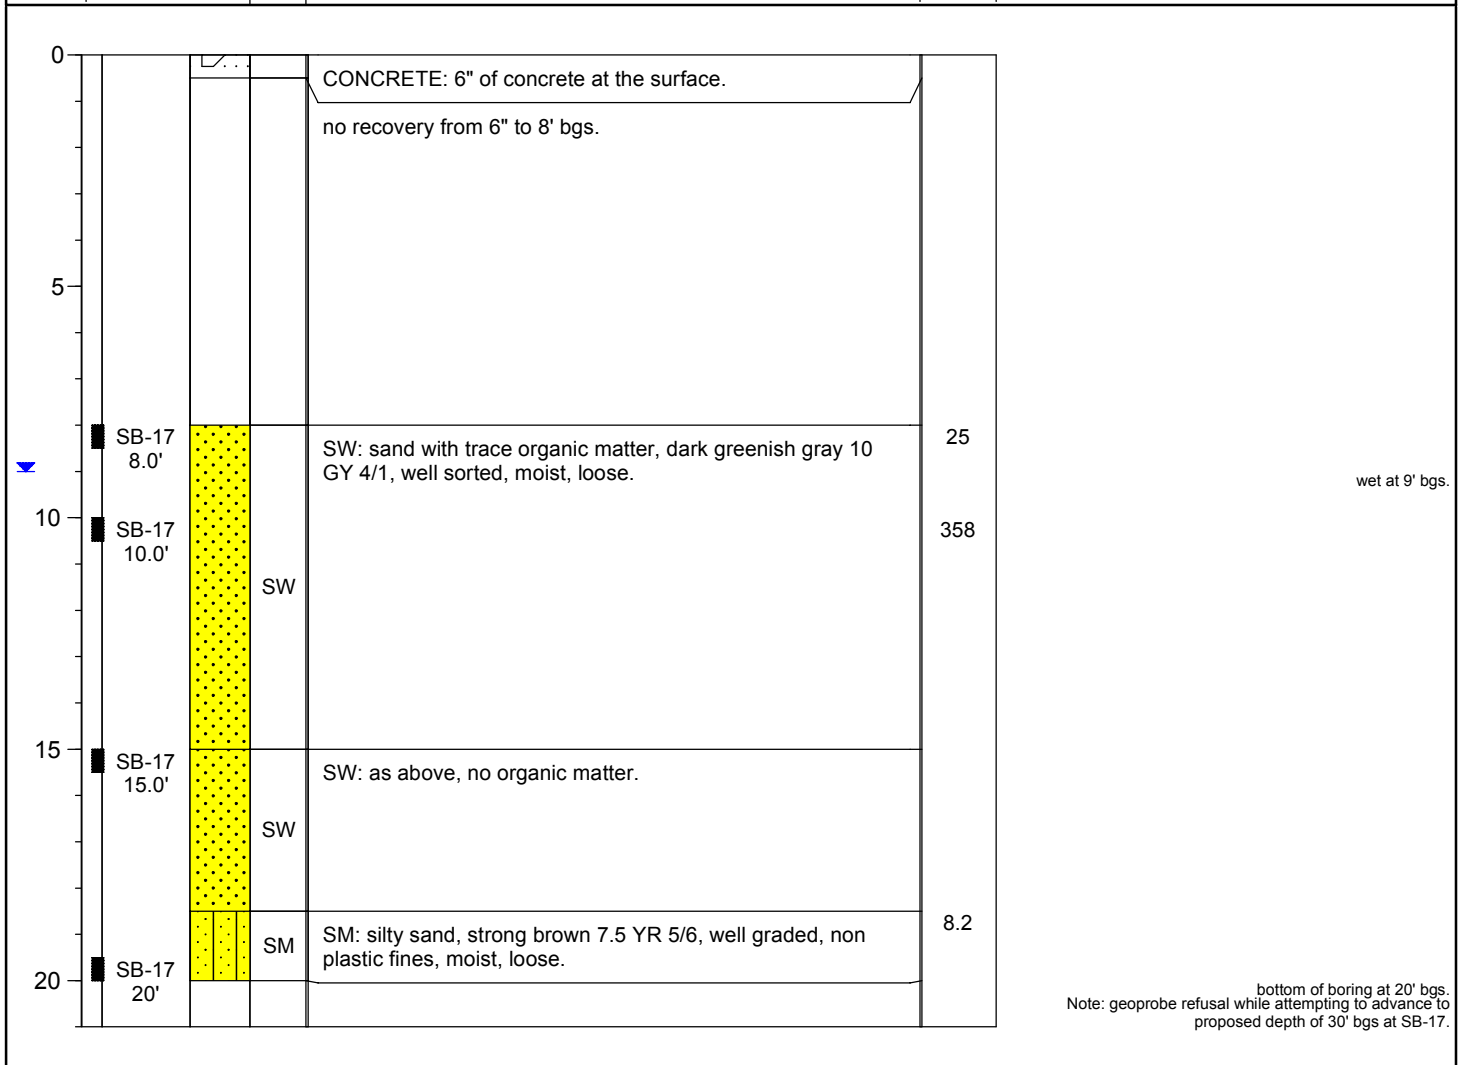 0
CONCRETE: 6" of concrete at the surface.
no recovery from 6" to 8' bgs.
5
SB-17
8.0'
SW: sand with trace organic matter, dark greenish gray 10
GY 4/1, well sorted, moist, loose.
25
wet at 9' bgs.
10
SB-17
10.0'
358
SW
15
SB-17
15.0'
SW: as above, no organic matter.
SW
SM
SM: silty sand, strong brown 7.5 YR 5/6, well graded, non
plastic fines, moist, loose.
8.2
20
SB-17
20'
bottom of boring at 20' bgs.
Note: geoprobe refusal while attempting to advance to
proposed depth of 30' bgs at SB-17.